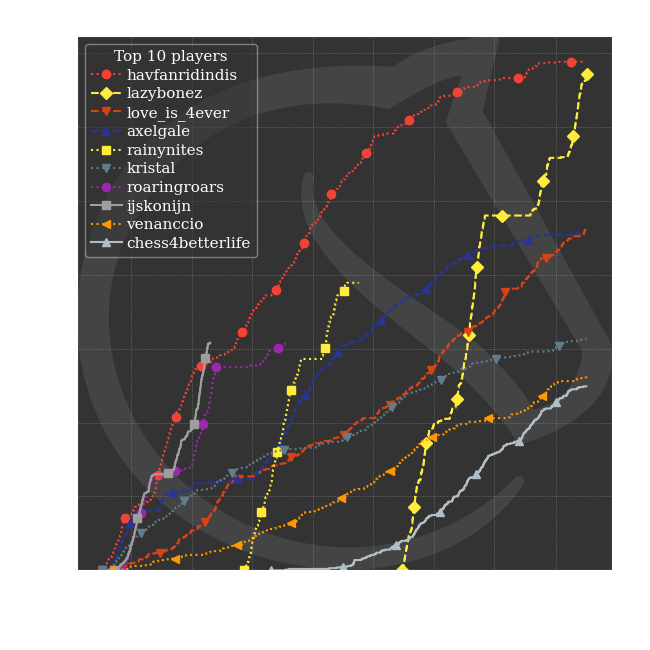 Top 10 players
havfanridindis
lazybonez
love_is_4ever
axelgale
rainynites
kristal
roaringroars
ijskonijn
venanccio
chess4betterlife